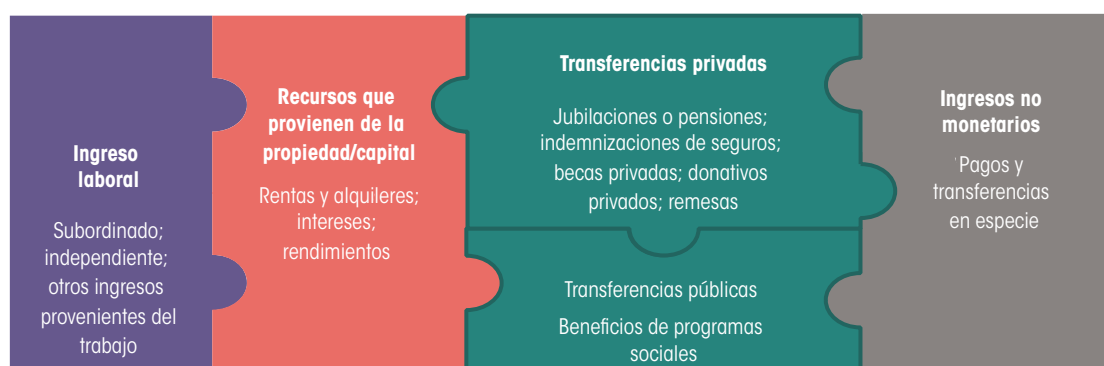 Ingreso
laboral
Subordinado;
independiente;
otros ingresos
provenientes del
trabajo
Recursos que
provienen de la
propiedad/capital
Rentas y alquileres;
intereses;
rendimientos
Transferencias privadas
Jubilaciones o pensiones;
indemnizaciones de seguros;
becas privadas; donativos
privados; remesas
Transferencias públicas
Beneficios de programas
sociales
Ingresos no
monetarios
Pagos y
transferencias
en especie